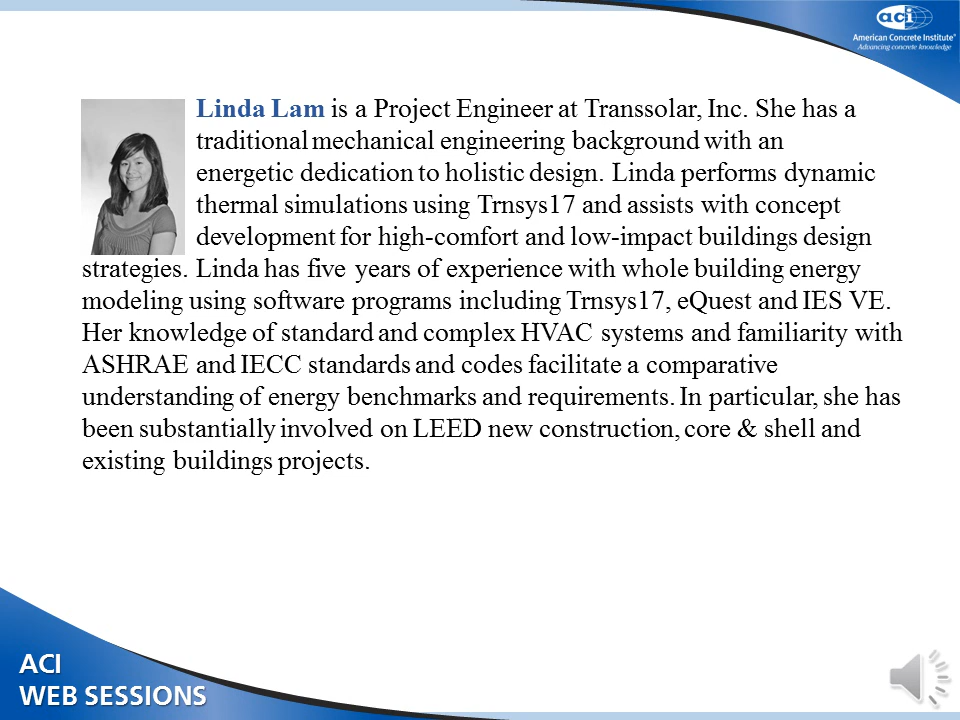 aci
American Concrete Institute®
Advancing concrete knowledge
Linda Lam is a Project Engineer at Transsolar, Inc. She has a
traditional mechanical engineering background with an
energetic dedication to holistic design. Linda performs dynamic
thermal simulations using Trnsys17 and assists with concept
development for high-comfort and low-impact buildings design
strategies. Linda has five years of experience with whole building energy
modeling using software programs including Trnsys17, eQuest and IES VE.
Her knowledge of standard and complex HVAC systems and familiarity with
ASHRAE and IECC standards and codes facilitate a comparative
understanding of energy benchmarks and requirements. In particular, she has
been substantially involved on LEED new construction, core & shell and
existing buildings projects.
ACI
WEB SESSIONS